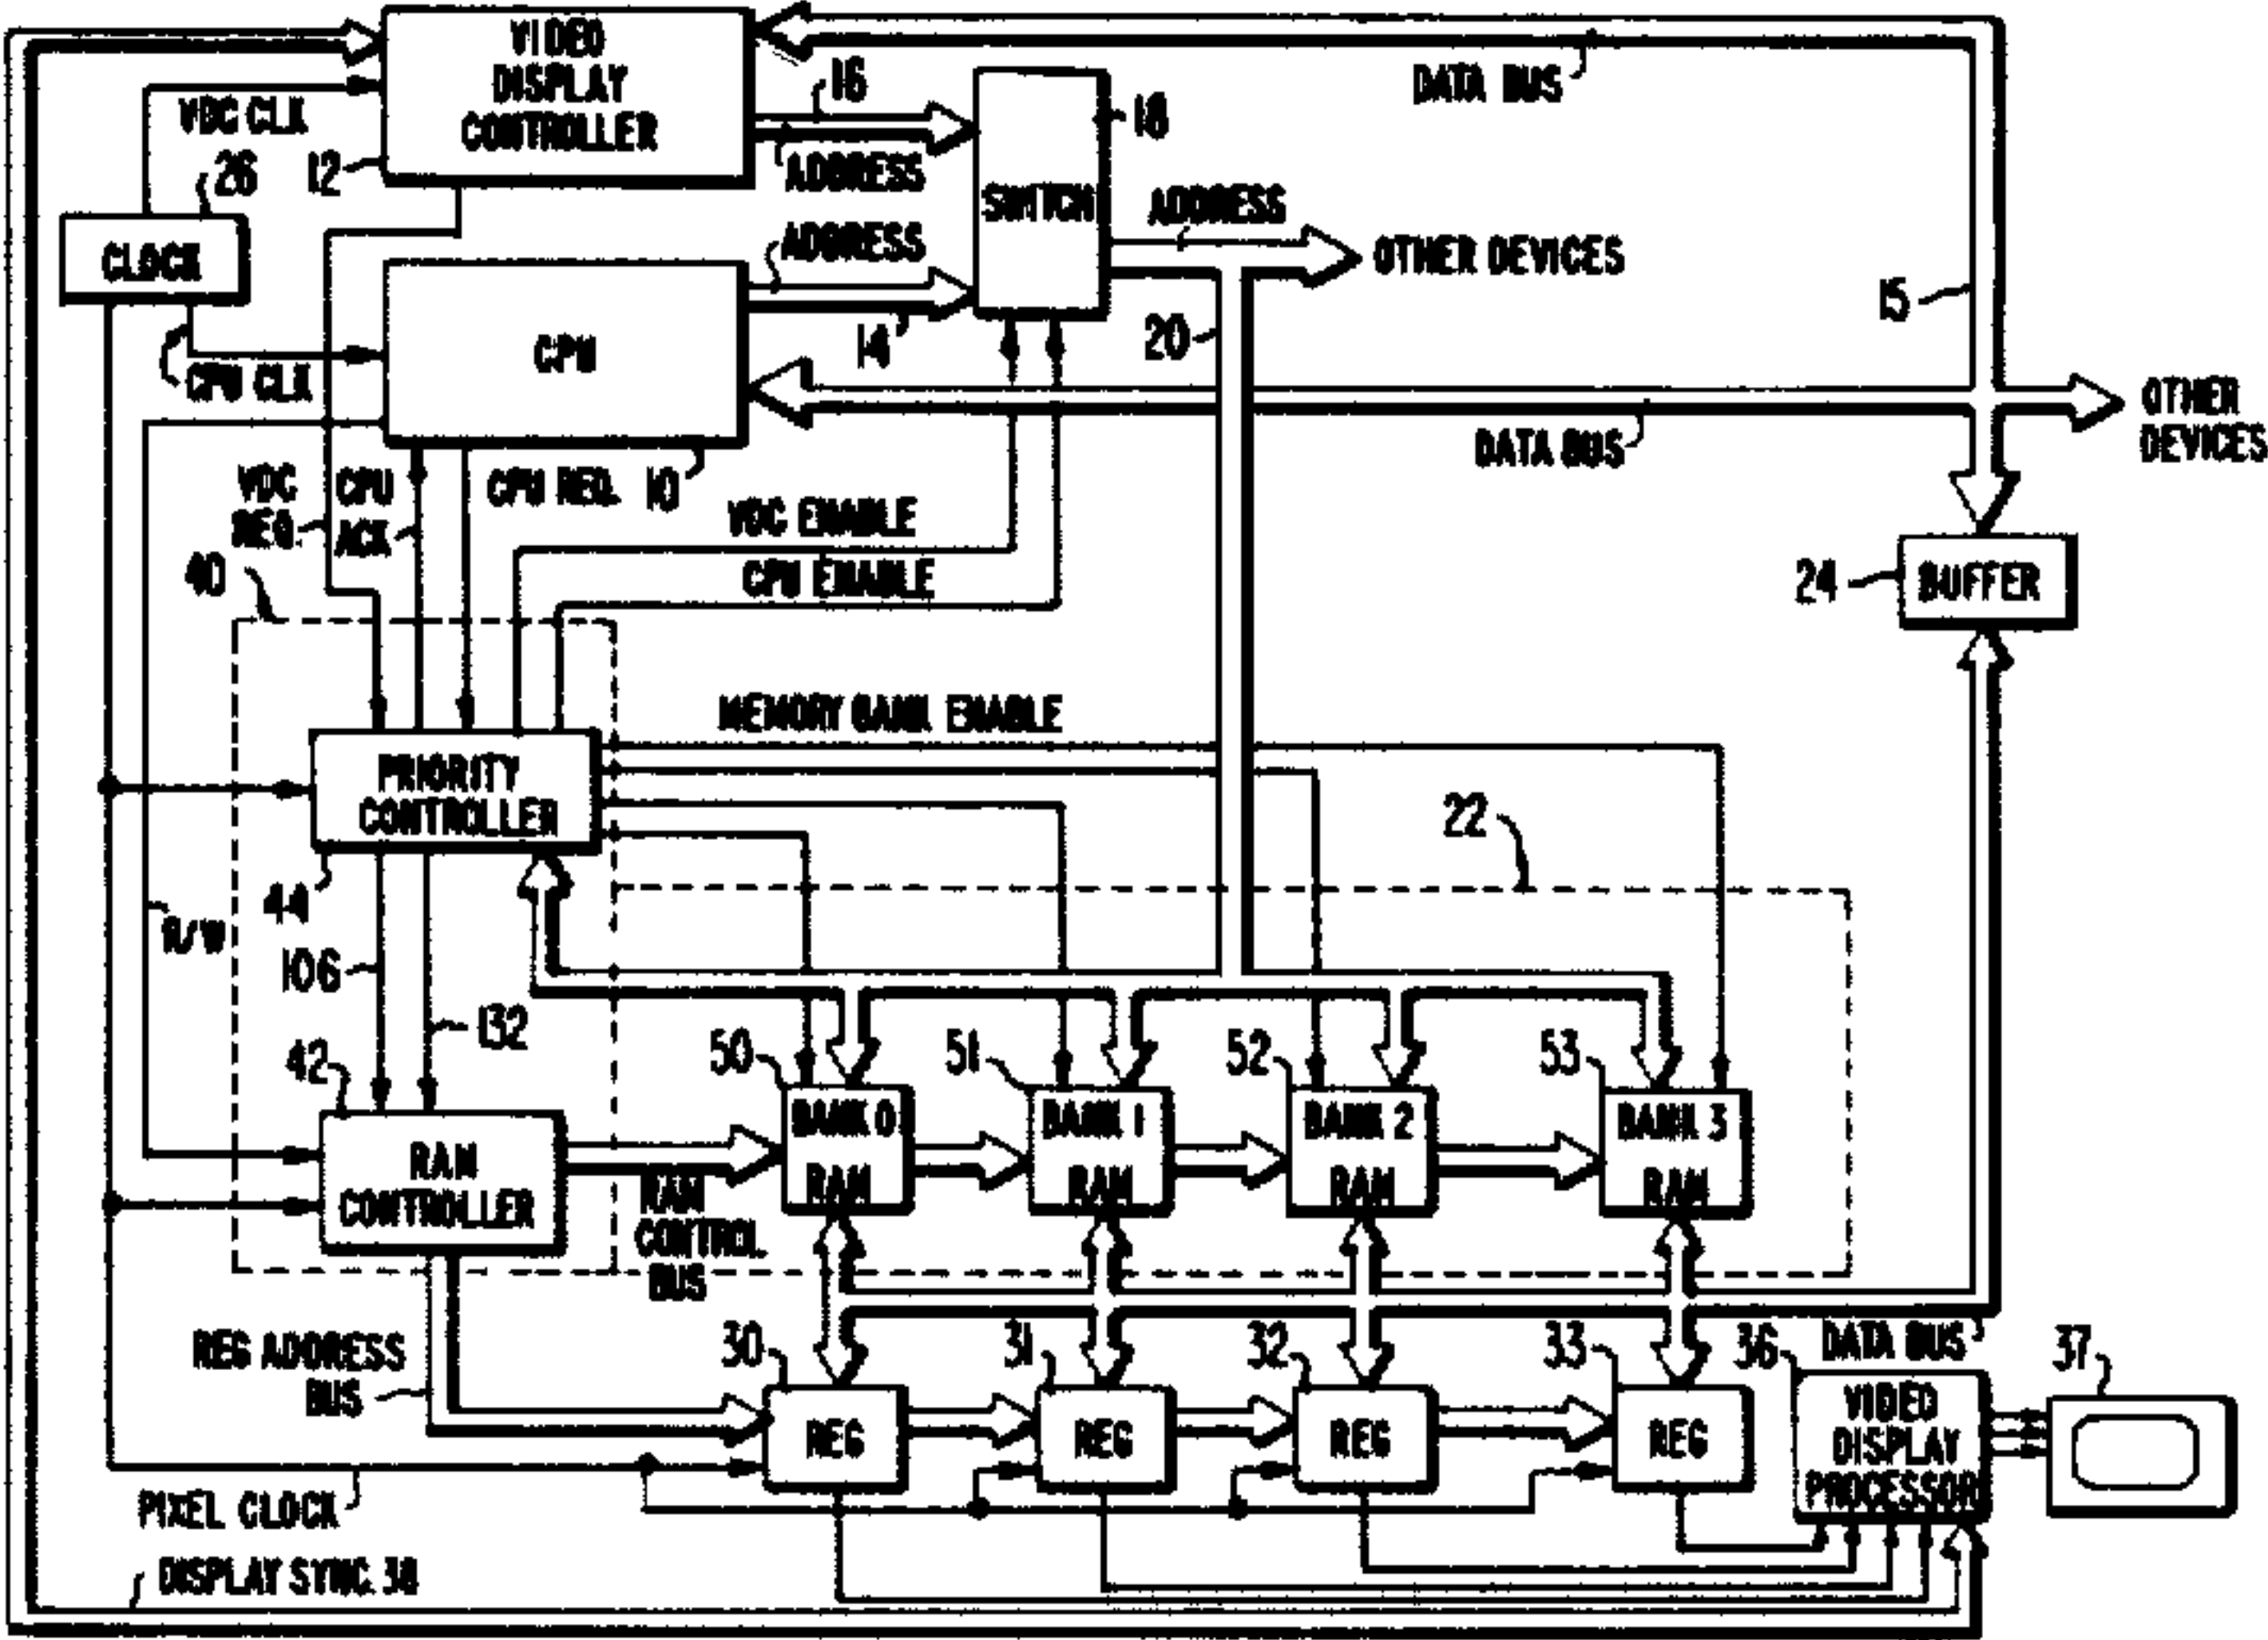 VIDEO
DISPLAY
CONTROLLER
12
VDC CLK
26
CLOCK
CPU CLK
16
ADDRESS
ADDRESS
14
CPU
10
SWITCH
18
ADDRESS
OTHER DEVICES
20
DATA BUS
15
DATA BUS
OTHER
DEVICES
VDC
REQ
CPU
ACK
CPU REQ.
VDC ENABLE
CPU ENABLE
24
BUFFER
40
MEMORY BANK ENABLE
PRIORITY
CONTROLLER
44
R/W
106
132
22
42
RAM
CONTROLLER
RAM
CONTROL
BUS
50
BANK 0
RAM
51
BANK 1
RAM
52
BANK 2
RAM
53
BANK 3
RAM
REG ADDRESS
BUS
30
REG
31
REG
32
REG
33
REG
36
DATA BUS
VIDEO
DISPLAY
PROCESSOR
37
PIXEL CLOCK
DISPLAY SYNC 38